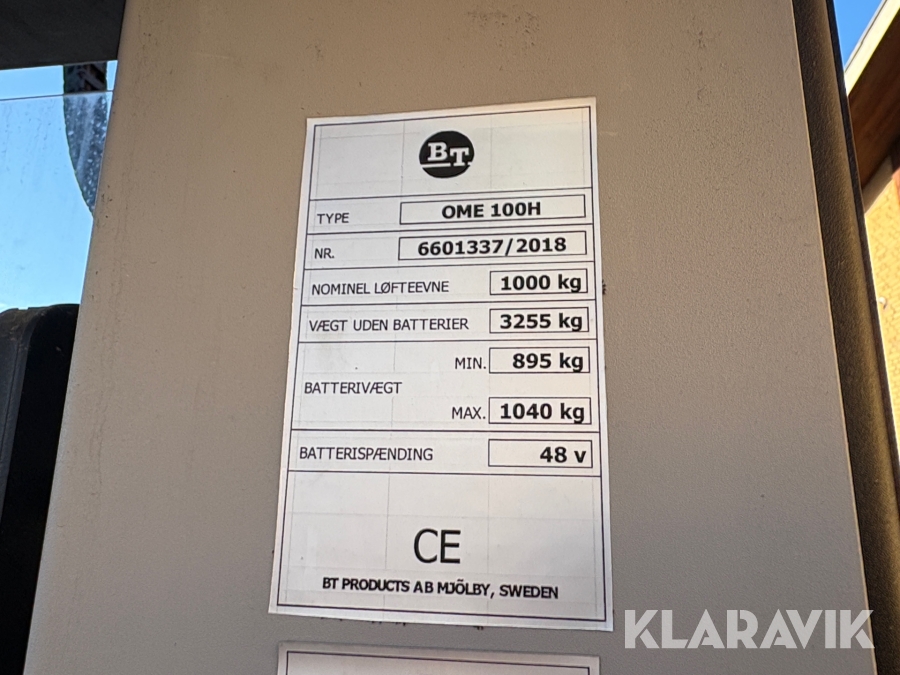 BT
TYPE OME 100H
NR. 6601337/2018
NOMINEL LØFTEEVNE 1000 kg
VÆGT UDEN BATTERIER 3255 kg
MIN. 895 kg
BATTERIVÆGT
MAX. 1040 kg
BATTERISPÆNDING 48 v
CE
BT PRODUCTS AB MJÖLBY, SWEDEN
KLARAVIK